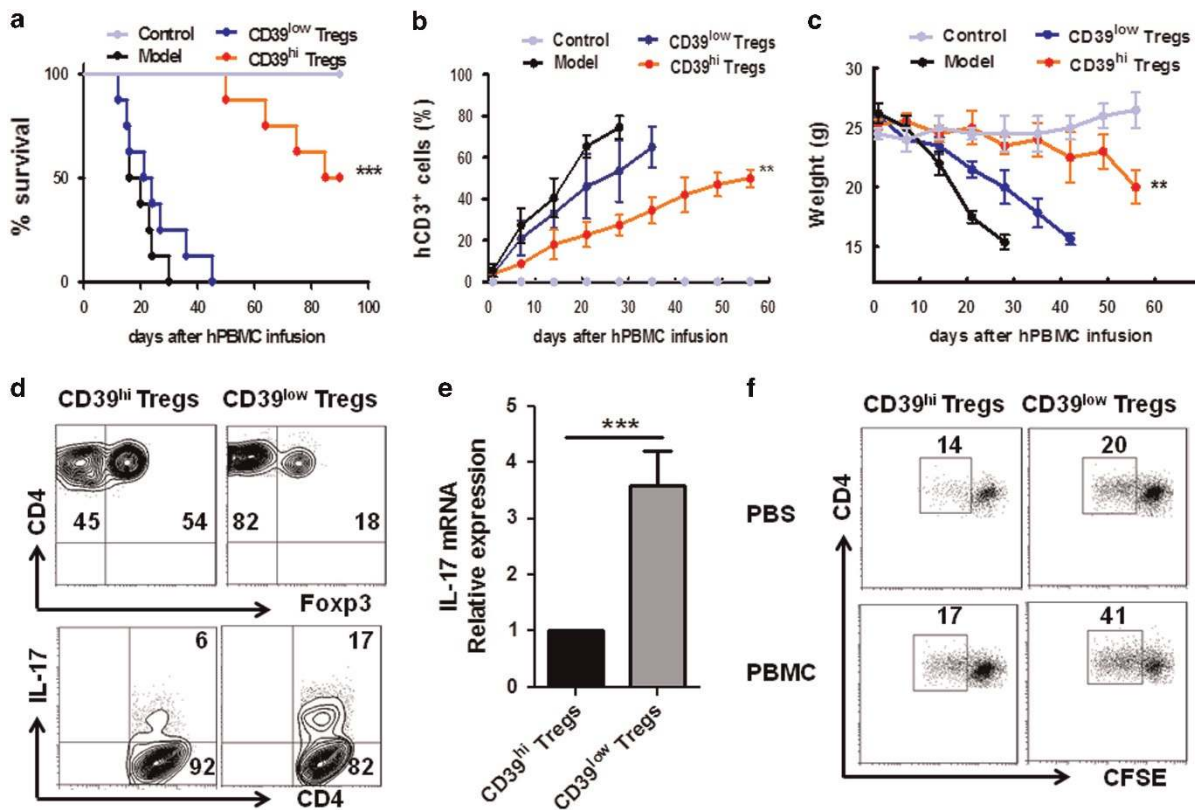 a
Control
CD39low Tregs
Model
CD39hi Tregs
% survival
100
50
0
***
0 20 40 60 80 100
days after hPBMC infusion
b
Control
CD39low Tregs
Model
CD39hi Tregs
hCD3+ cells (%)
100
80
60
40
20
0
**
0 10 20 30 40 50 60
days after hPBMC infusion
c
Control
CD39low Tregs
Model
CD39hi Tregs
Weight (g)
30
25
20
15
**
0 10 20 30 40 50 60
days after hPBMC infusion
d
CD39hi Tregs CD39low Tregs
CD4
45 54 82 18
Foxp3
IL-17
6 17
92 82
CD4
e
IL-17 mRNA
Relative expression
5
4
3
2
1
0
***
CD39hi Tregs
CD39low Tregs
f
CD39hi Tregs CD39low Tregs
CD4
PBS
14 20
PBMC
17 41
CFSE